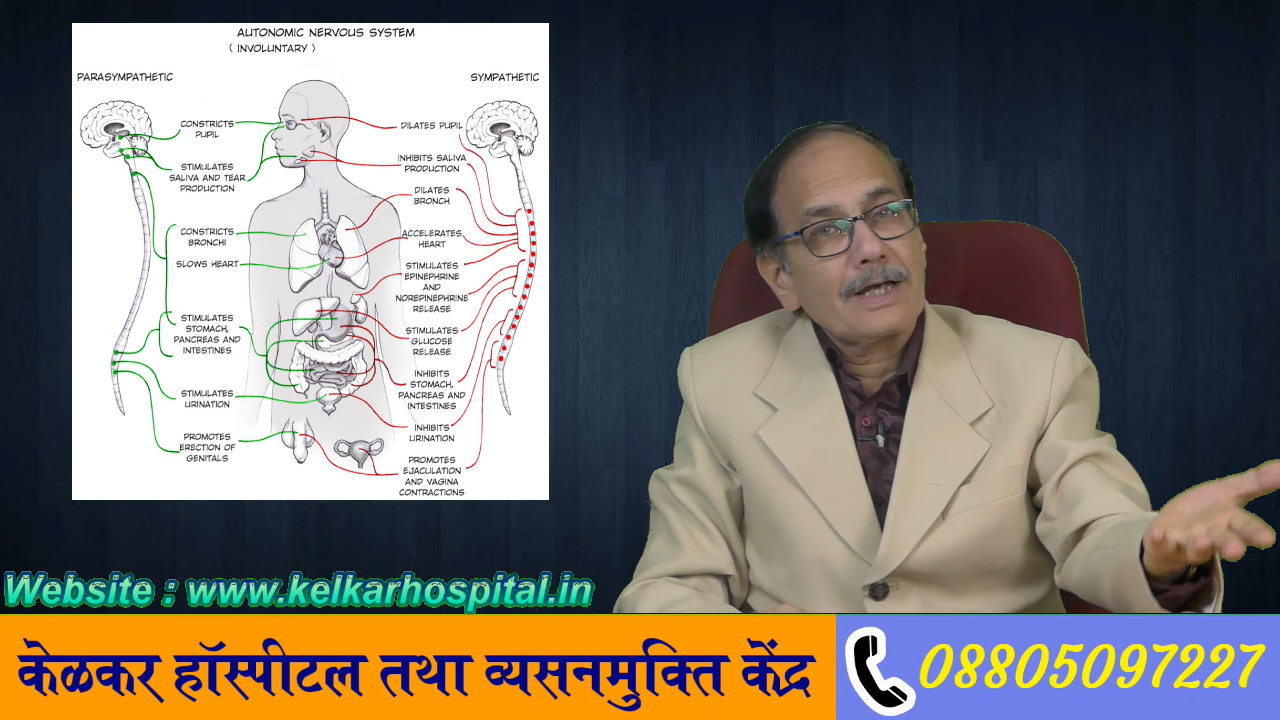 AUTONOMIC NERVOUS SYSTEM
( INVOLUNTARY )
PARASYMPATHETIC
SYMPATHETIC
CONSTRICTS
PUPIL
STIMULATES
SALIVA AND TEAR
PRODUCTION
CONSTRICTS
BRONCHI
SLOWS HEART
STIMULATES
STOMACH,
PANCREAS AND
INTESTINES
STIMULATES
URINATION
PROMOTES
ERECTION OF
GENITALS
DILATES PUPIL
INHIBITS SALIVA
PRODUCTION
DILATES
BRONCH
ACCELERATES
HEART
STIMULATES
EPINEPHRINE
AND
NOREPINEPHRINE
RELEASE
STIMULATES
GLUCOSE
RELEASE
INHIBITS
STOMACH,
PANCREAS AND
INTESTINES
INHIBITS
URINATION
PROMOTES
EJACULATION
AND VAGINA
CONTRACTIONS
Website : www.kelkarhospital.in
केळकर हॉस्पीटल तथा व्यसनमुक्ति केंद्र
08805097227